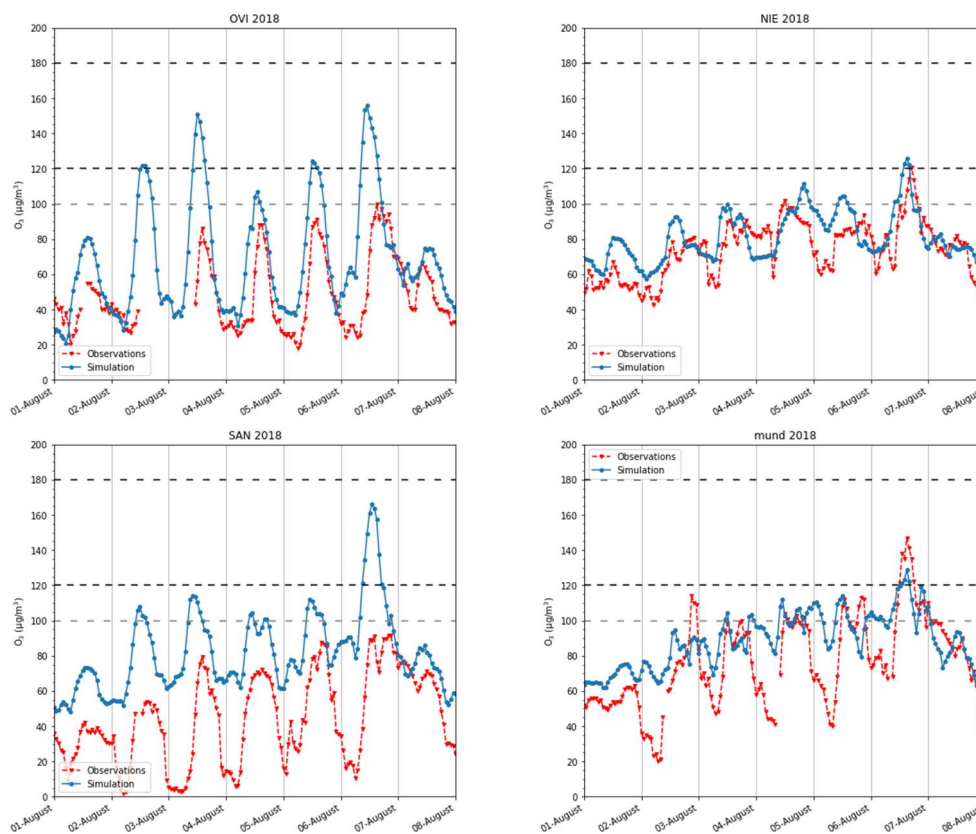 OVI 2018
200
180
160
140
120
100
80
60
40
20
0
O₃ (µg/m³)
Observations
Simulation
01-August
02-August
03-August
04-August
05-August
06-August
07-August
08-August
NIE 2018
200
180
160
140
120
100
80
60
40
20
0
O₃ (µg/m³)
Observations
Simulation
01-August
02-August
03-August
04-August
05-August
06-August
07-August
08-Augus
SAN 2018
200
180
160
140
120
100
80
60
40
20
0
O₃ (µg/m³)
Observations
Simulation
01-August
02-August
03-August
04-August
05-August
06-August
07-August
08-August
mund 2018
Observations
Simulation
200
180
160
140
120
100
80
60
40
20
0
O₃ (µg/m³)
01-August
02-August
03-August
04-August
05-August
06-August
07-August
08-Augus